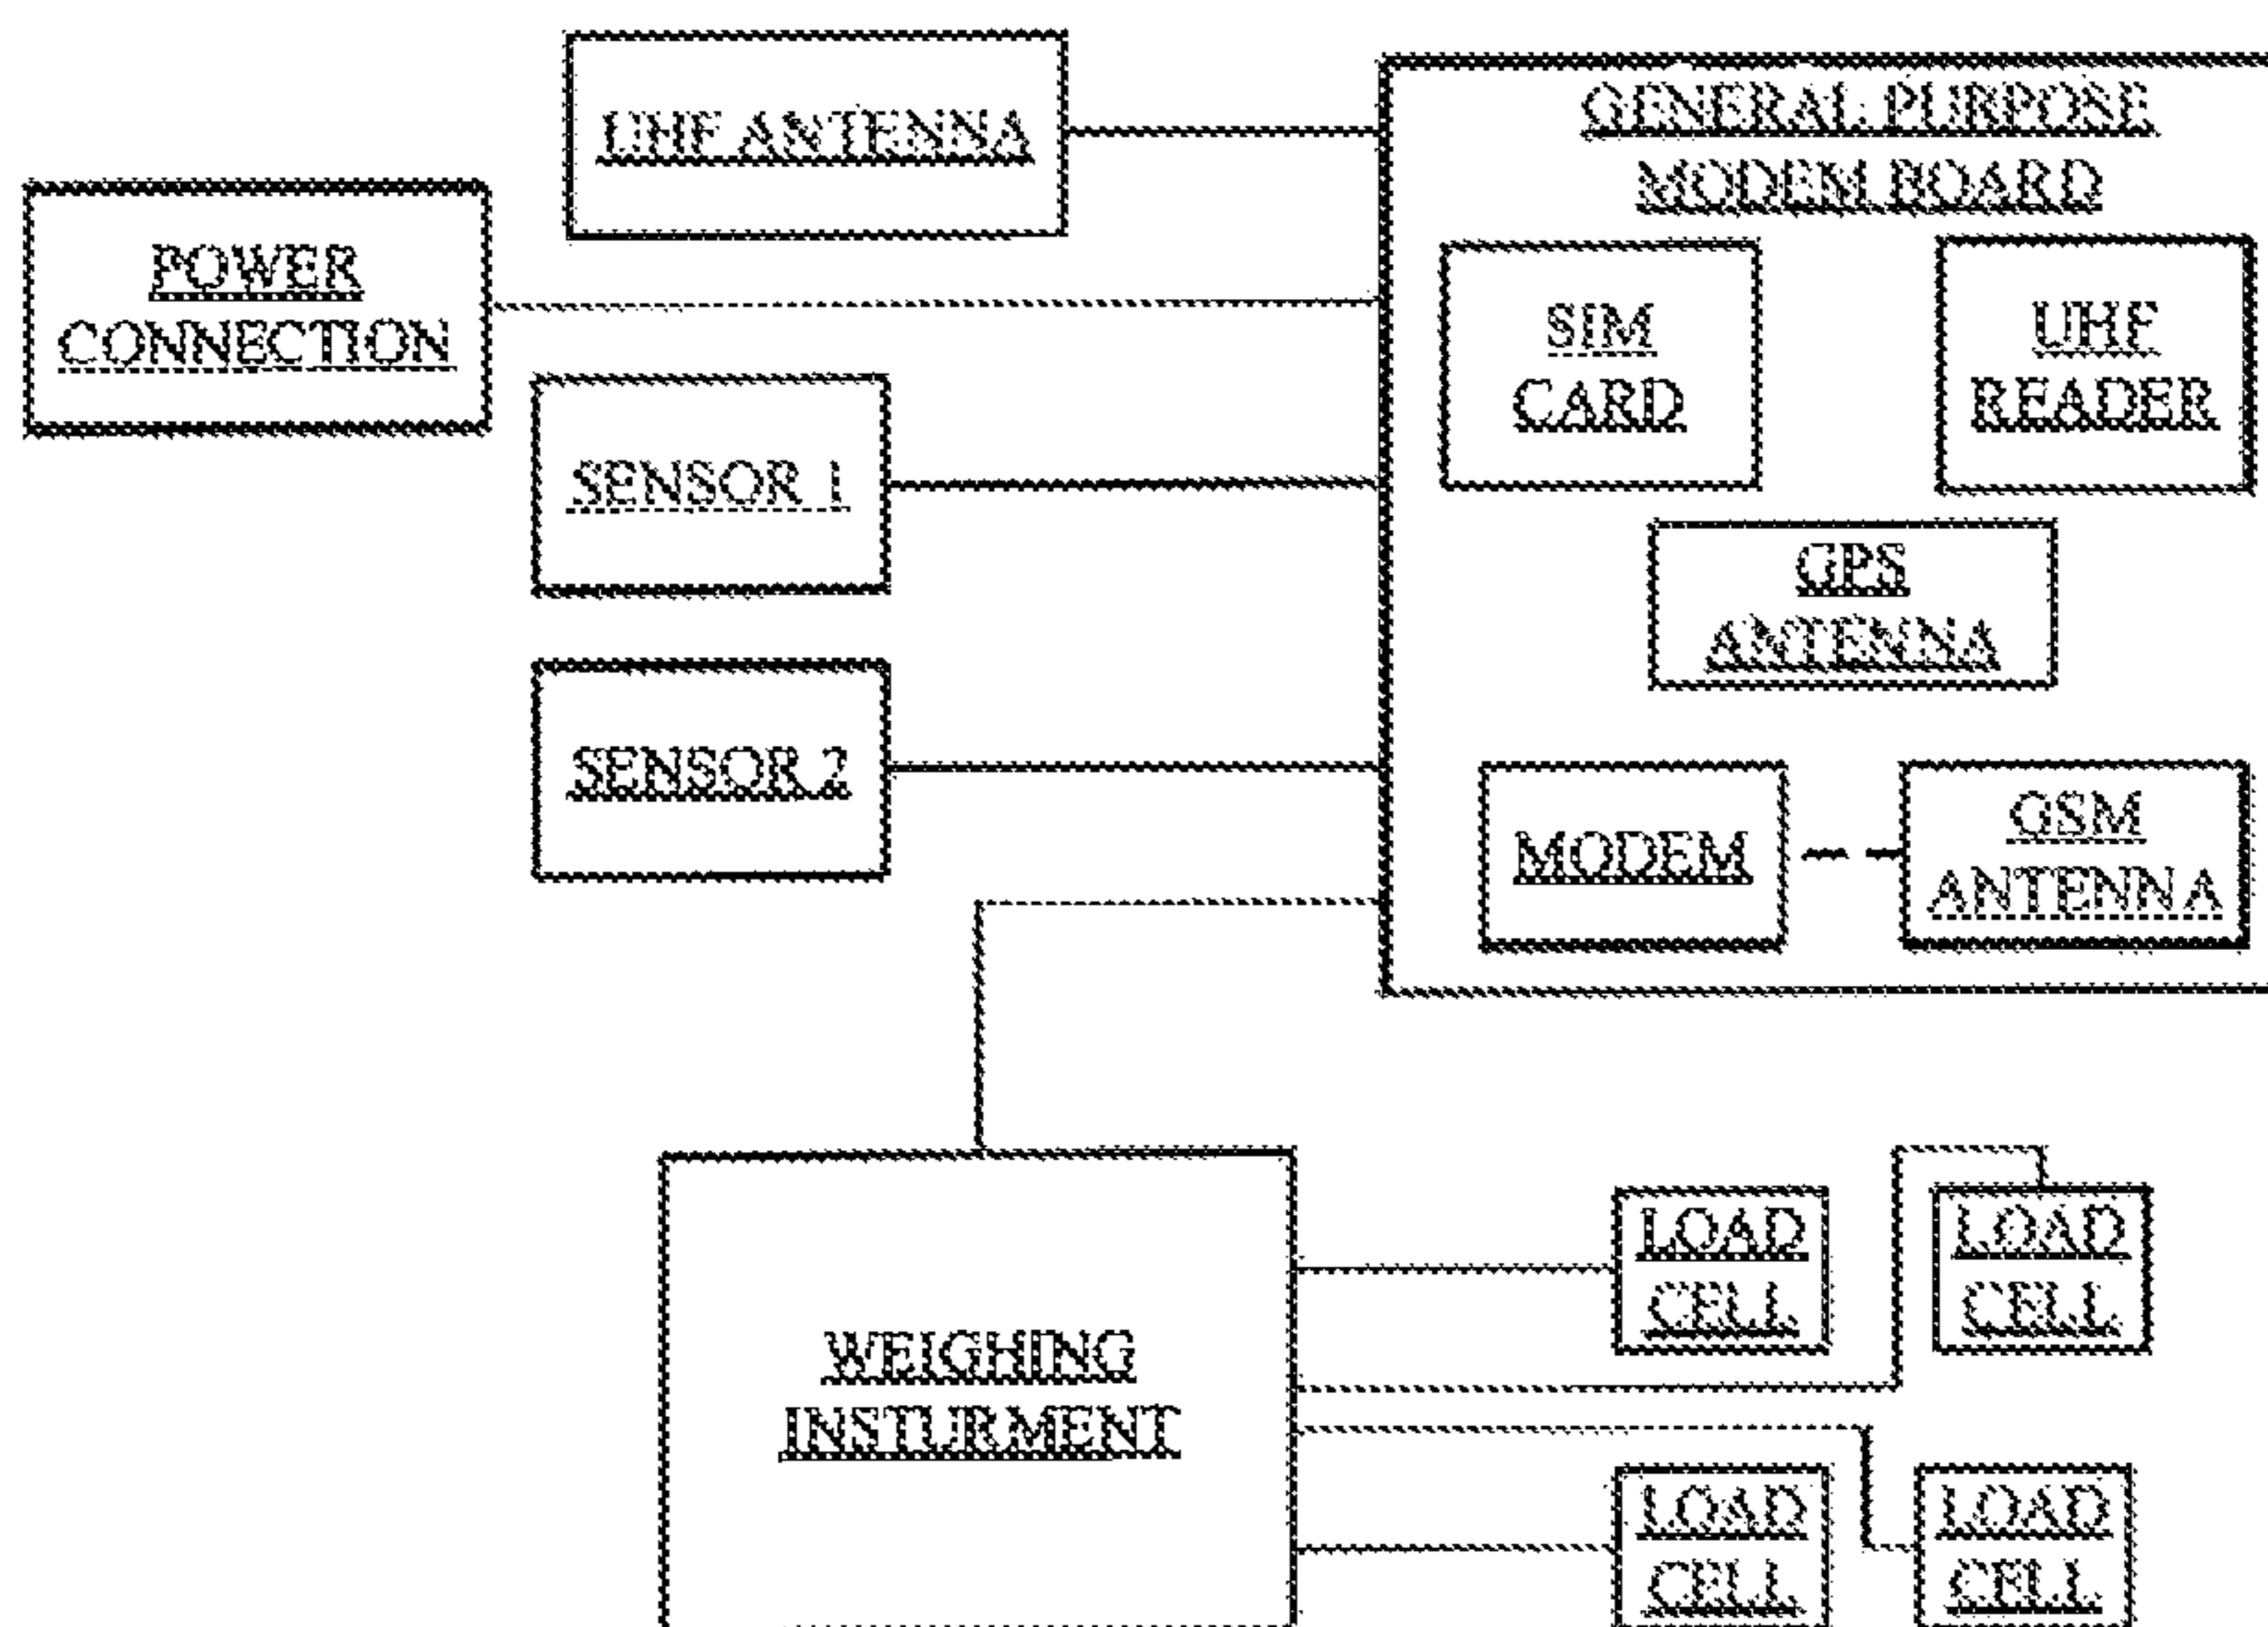 UHF ANTENNA
GENERAL PURPOSE
MODEM BOARD
POWER
CONNECTION
SIM
CARD
UHF
READER
SENSOR 1
GPS
ANTENNA
SENSOR 2
MODEM
GSM
ANTENNA
WEIGHING
INSTURMENT
LOAD
CELL
LOAD
CELL
LOAD
CELL
LOAD
CELL